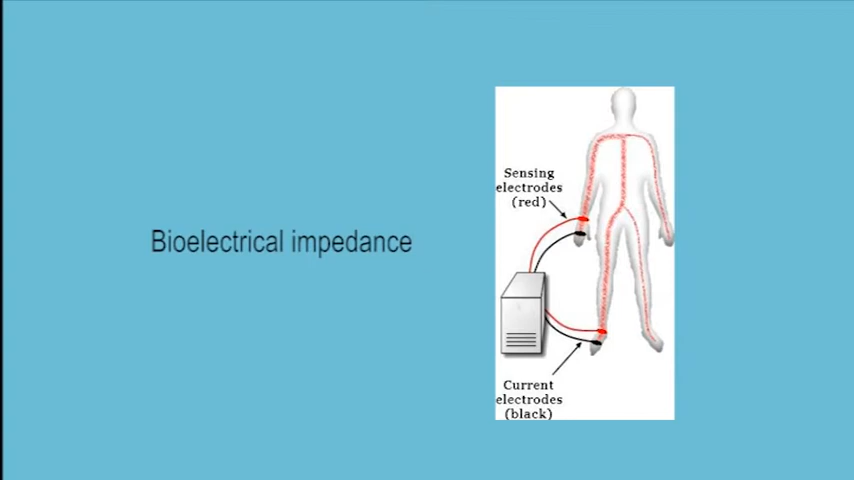 Bioelectrical impedance
Sensing
electrodes
(red)
Current
electrodes
(black)